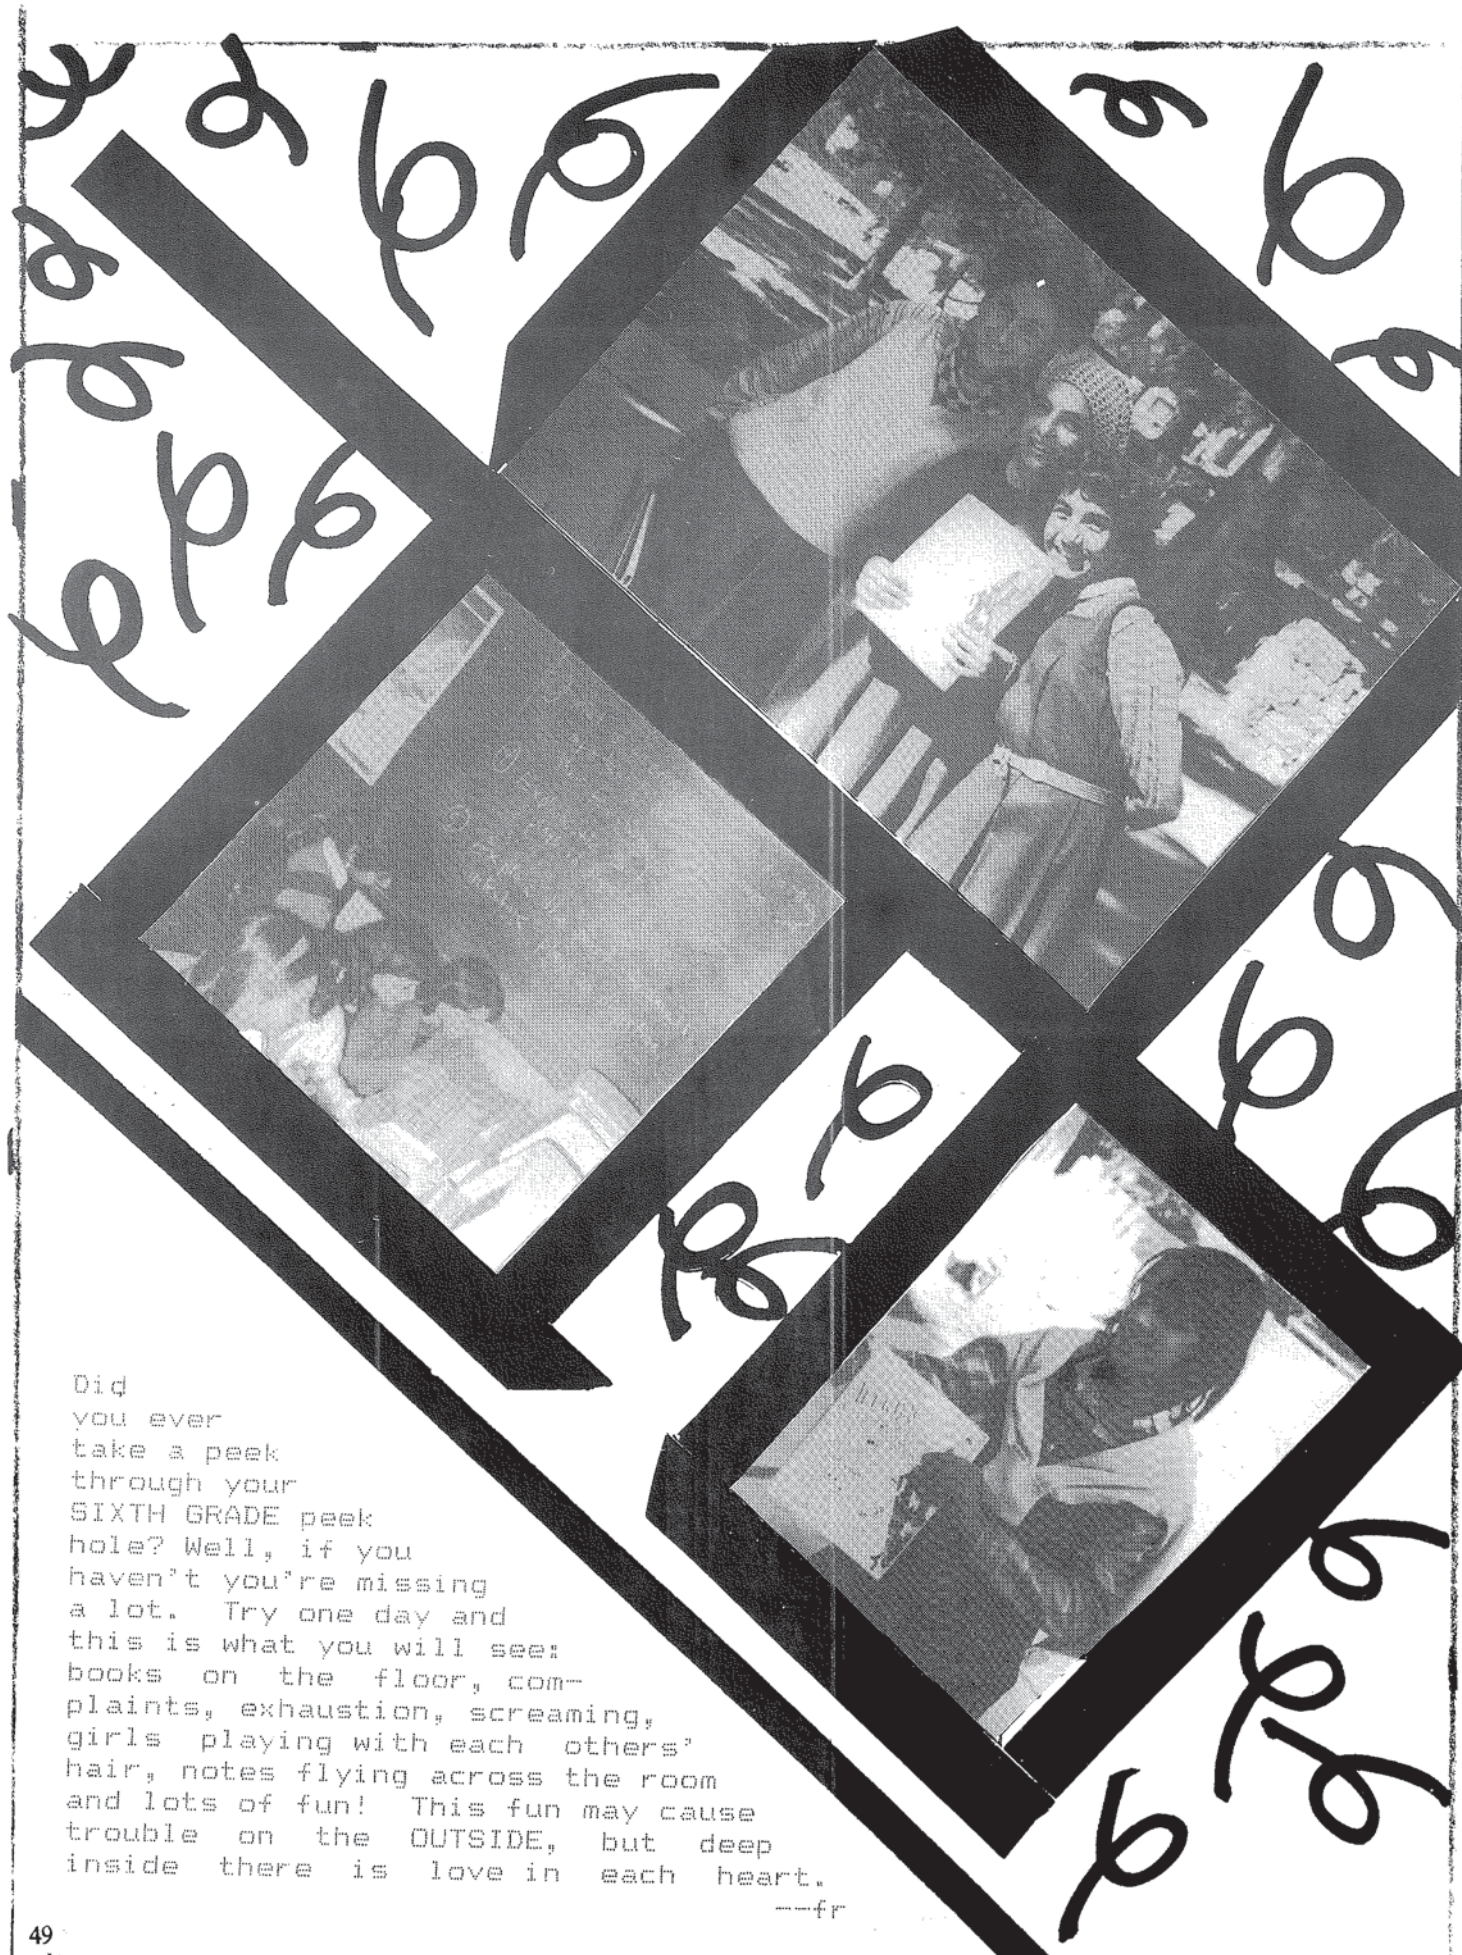 Did
you ever
take a peek
through your
SIXTH GRADE peek
hole? Well, if you
haven't you're missing
a lot. Try one day and
this is what you will see:
books on the floor, com-
plaints, exhaustion, screaming,
girls playing with each others'
hair, notes flying across the room
and lots of fun! This fun may cause
trouble on the OUTSIDE, but deep
inside there is love in each heart.
--fr
49